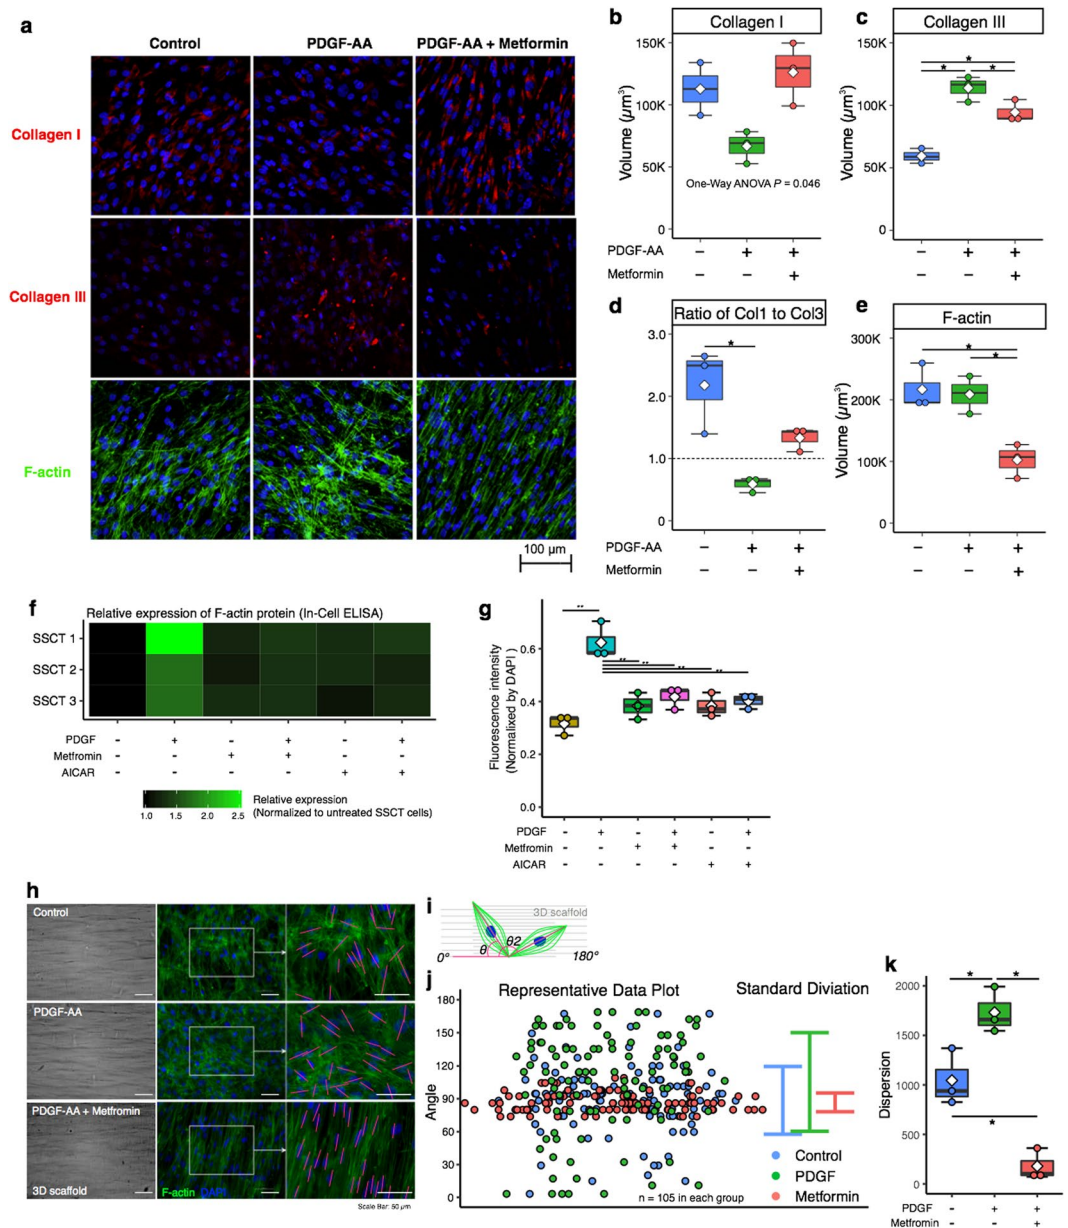 a
Control
PDGF-AA
PDGF-AA + Metformin
Collagen I
Collagen III
F-actin
100 µm
b
Collagen I
150K
100K
50K
0
Volume (µm³)
One-Way ANOVA P = 0.046
PDGF-AA
– + +
Metformin
– – +
c
Collagen III
* 
* *
150K
100K
50K
0
Volume (µm³)
– + +
– – +
d
Ratio of Col1 to Col3
*
3.0
2.0
1.0
0
PDGF-AA
– + +
Metformin
– – +
e
F-actin
*
*
300K
200K
100K
0
Volume (µm³)
– + +
– – +
f
Relative expression of F-actin protein (In-Cell ELISA)
SSCT 1
SSCT 2
SSCT 3
PDGF - + - + - +
Metfromin - - + + - -
AICAR - - - - + +
1.0 1.5 2.0 2.5
Relative expression
(Normalized to untreated SSCT cells)
g
Fluorescence intensity
(Normalixed by DAPI )
0.6
0.4
0.2
0.0
PDGF - + - + - +
Metfromin - - + + - -
AICAR - - - - + +
h
Control
PDGF-AA
PDGF-AA + Metfromin
3D scaffold
F-actin DAPI
Scale Bar: 50 µm
i
3D scaffold
0°
θ
θ2
180°
j
Representative Data Plot
Standard Diviation
Angle
180
150
120
90
60
30
0
Control
PDGF
Metformin
n = 105 in each group
k
* *
*
Dispersion
2000
1500
1000
500
0
PDGF - + +
Metfromin - - +